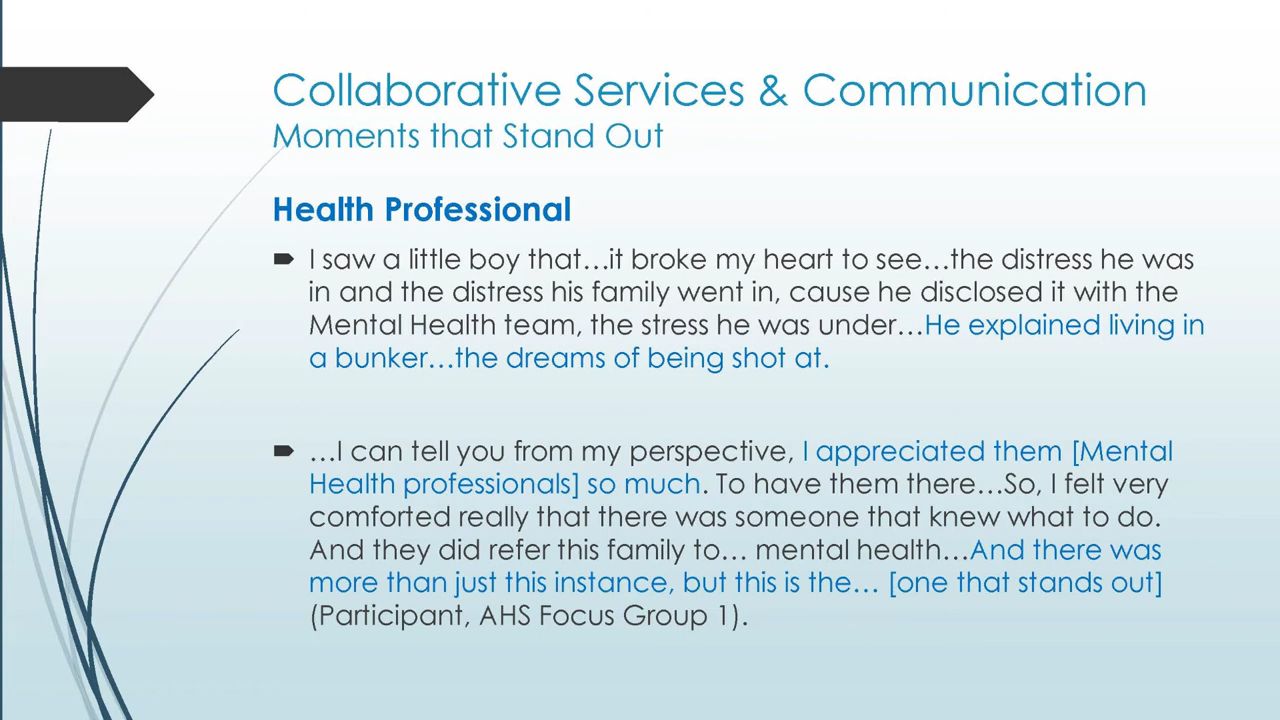 Collaborative Services & Communication
Moments that Stand Out
Health Professional
I saw a little boy that…it broke my heart to see…the distress he was
in and the distress his family went in, cause he disclosed it with the
Mental Health team, the stress he was under…He explained living in
a bunker…the dreams of being shot at.
…I can tell you from my perspective, I appreciated them [Mental
Health professionals] so much. To have them there…So, I felt very
comforted really that there was someone that knew what to do.
And they did refer this family to… mental health…And there was
more than just this instance, but this is the… [one that stands out]
(Participant, AHS Focus Group 1).